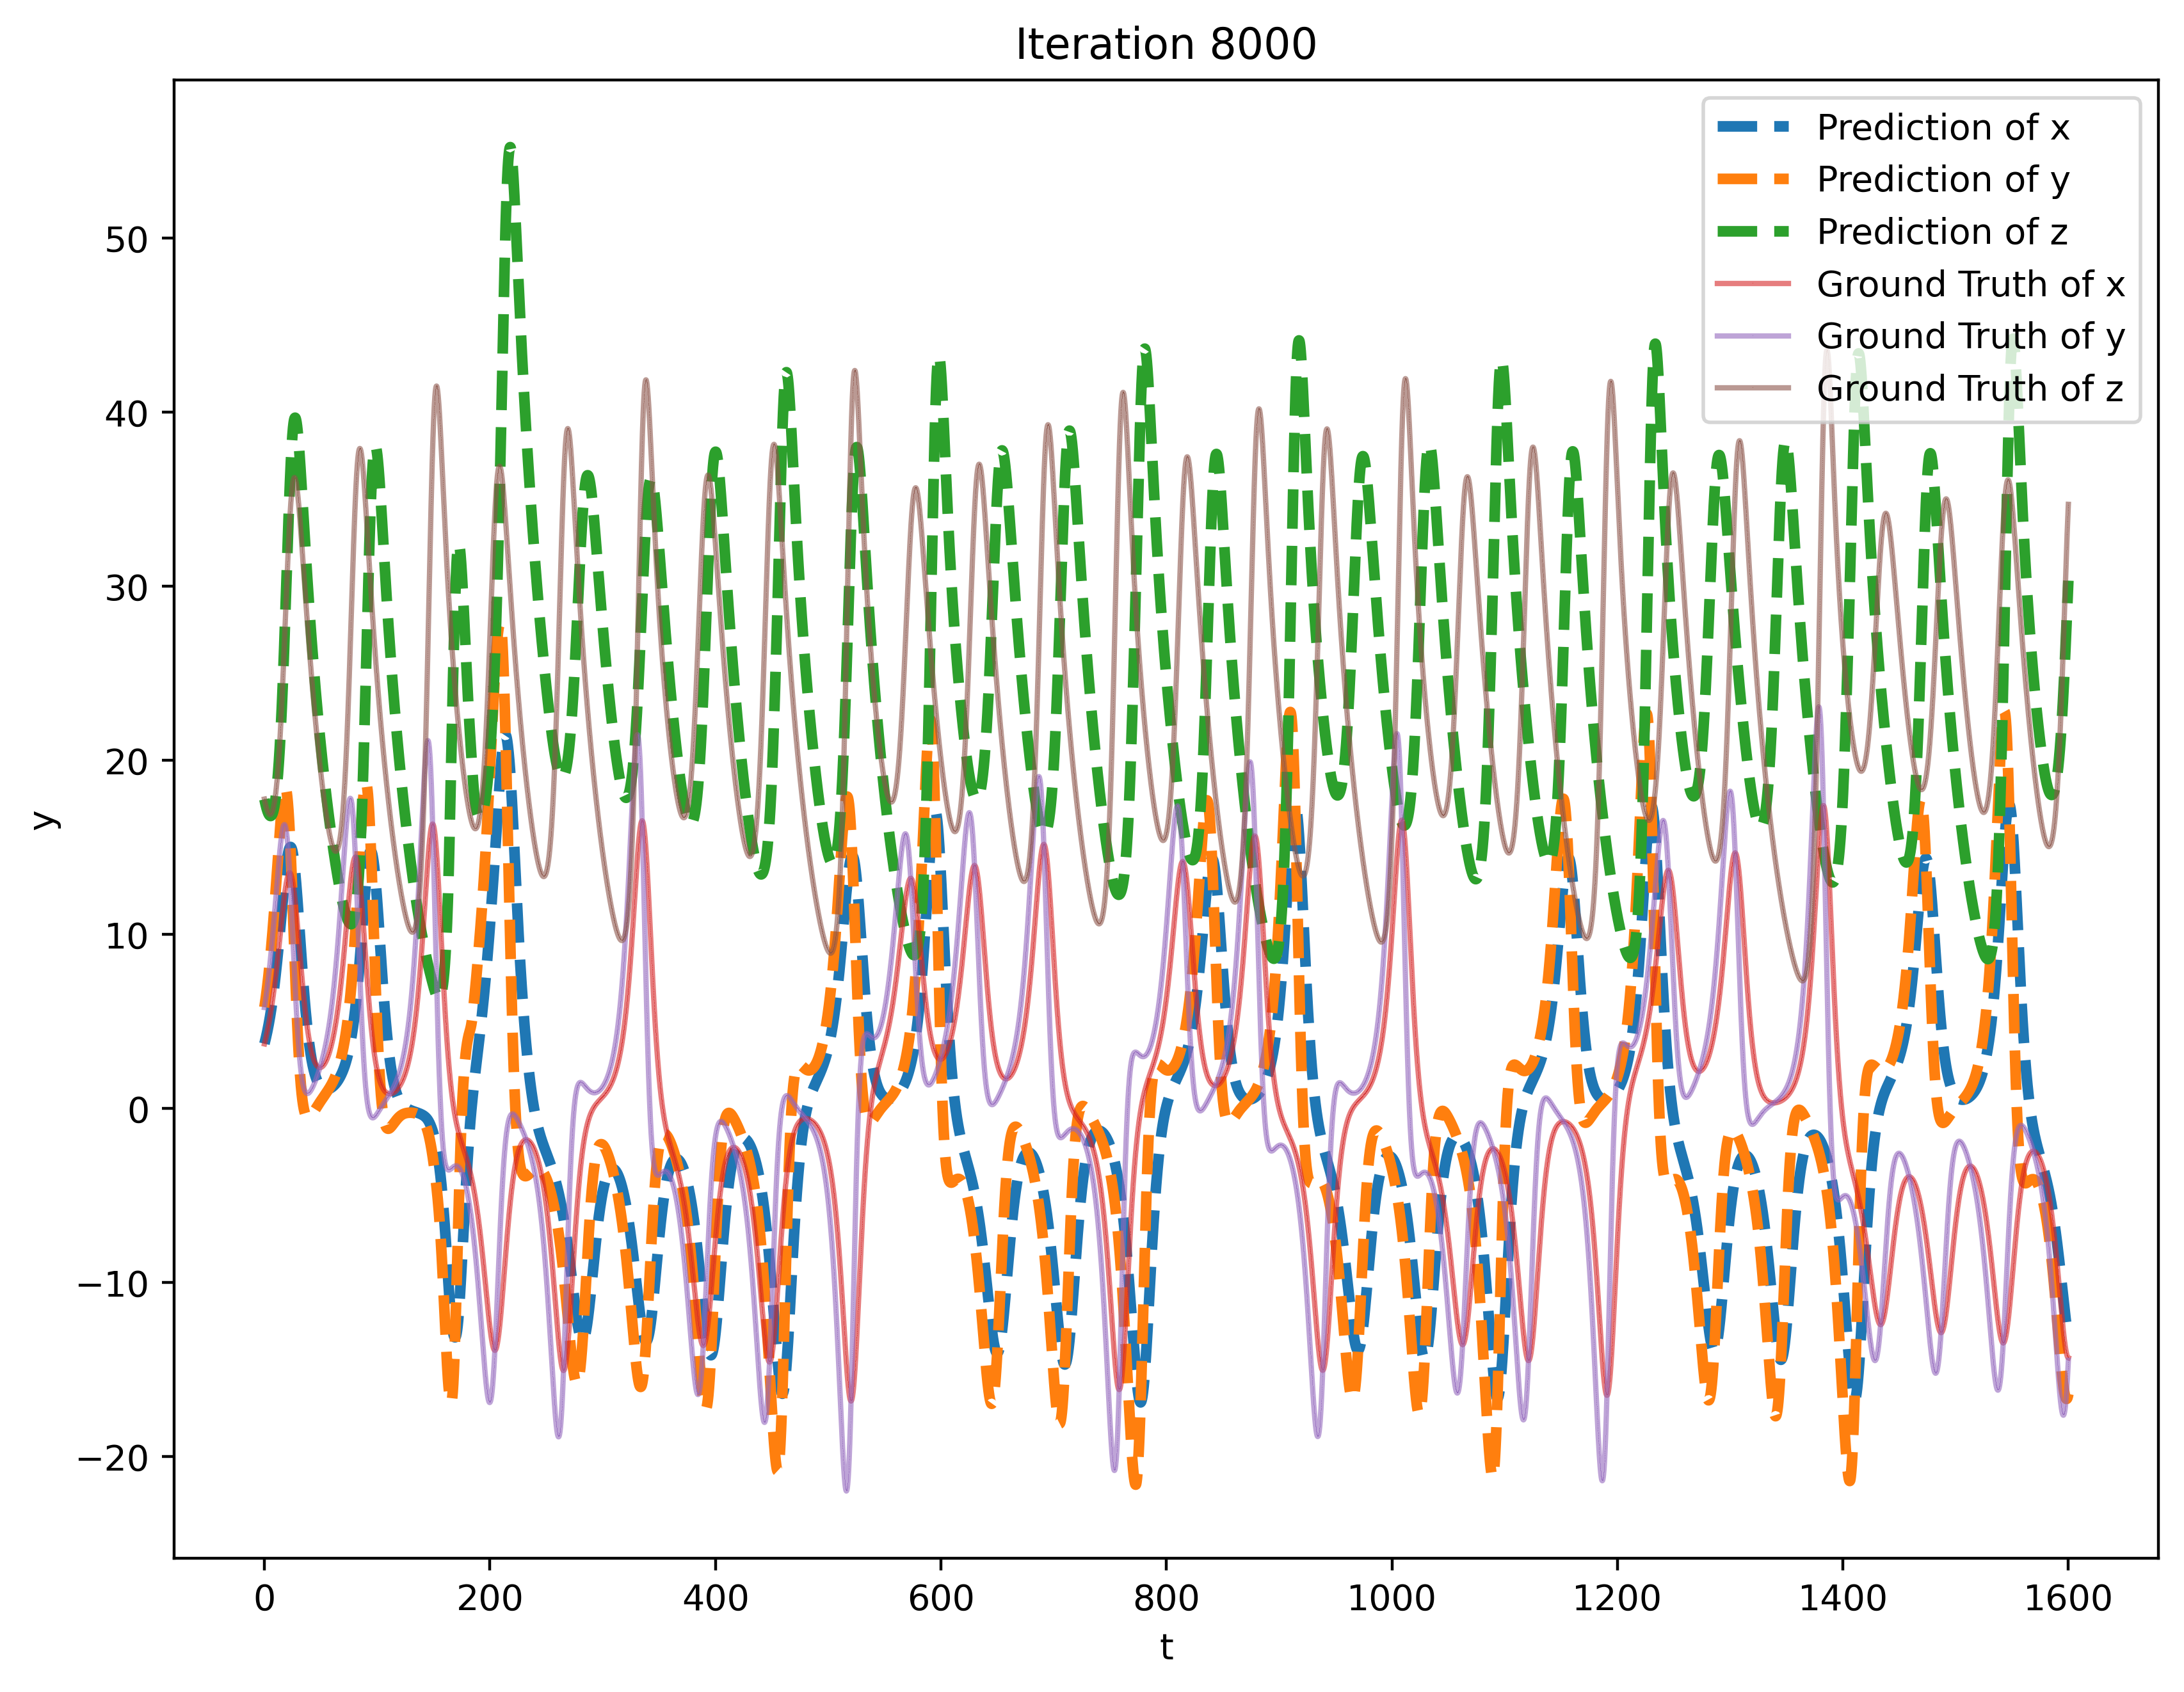 Iteration 8000
Prediction of x
Prediction of y
Prediction of z
Ground Truth of x
Ground Truth of y
Ground Truth of z
y
50
40
30
20
10
0
−10
−20
0 200 400 600 800 1000 1200 1400 1600
t